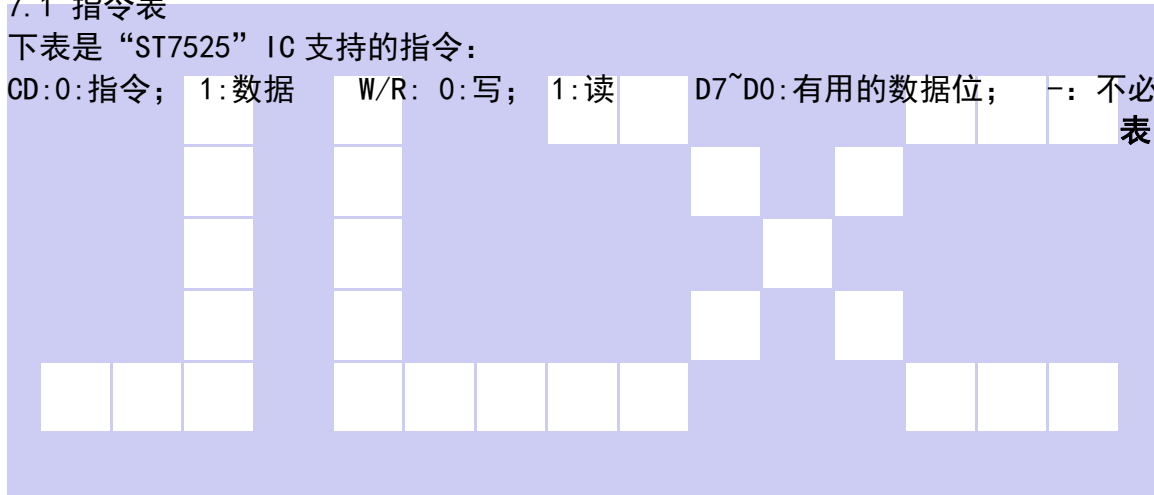 7.1 指令表
下表是“ST7525”IC 支持的指令：
CD:0:指令； 1:数据 W/R: 0:写； 1:读 D7~D0:有用的数据位； -：不必
表